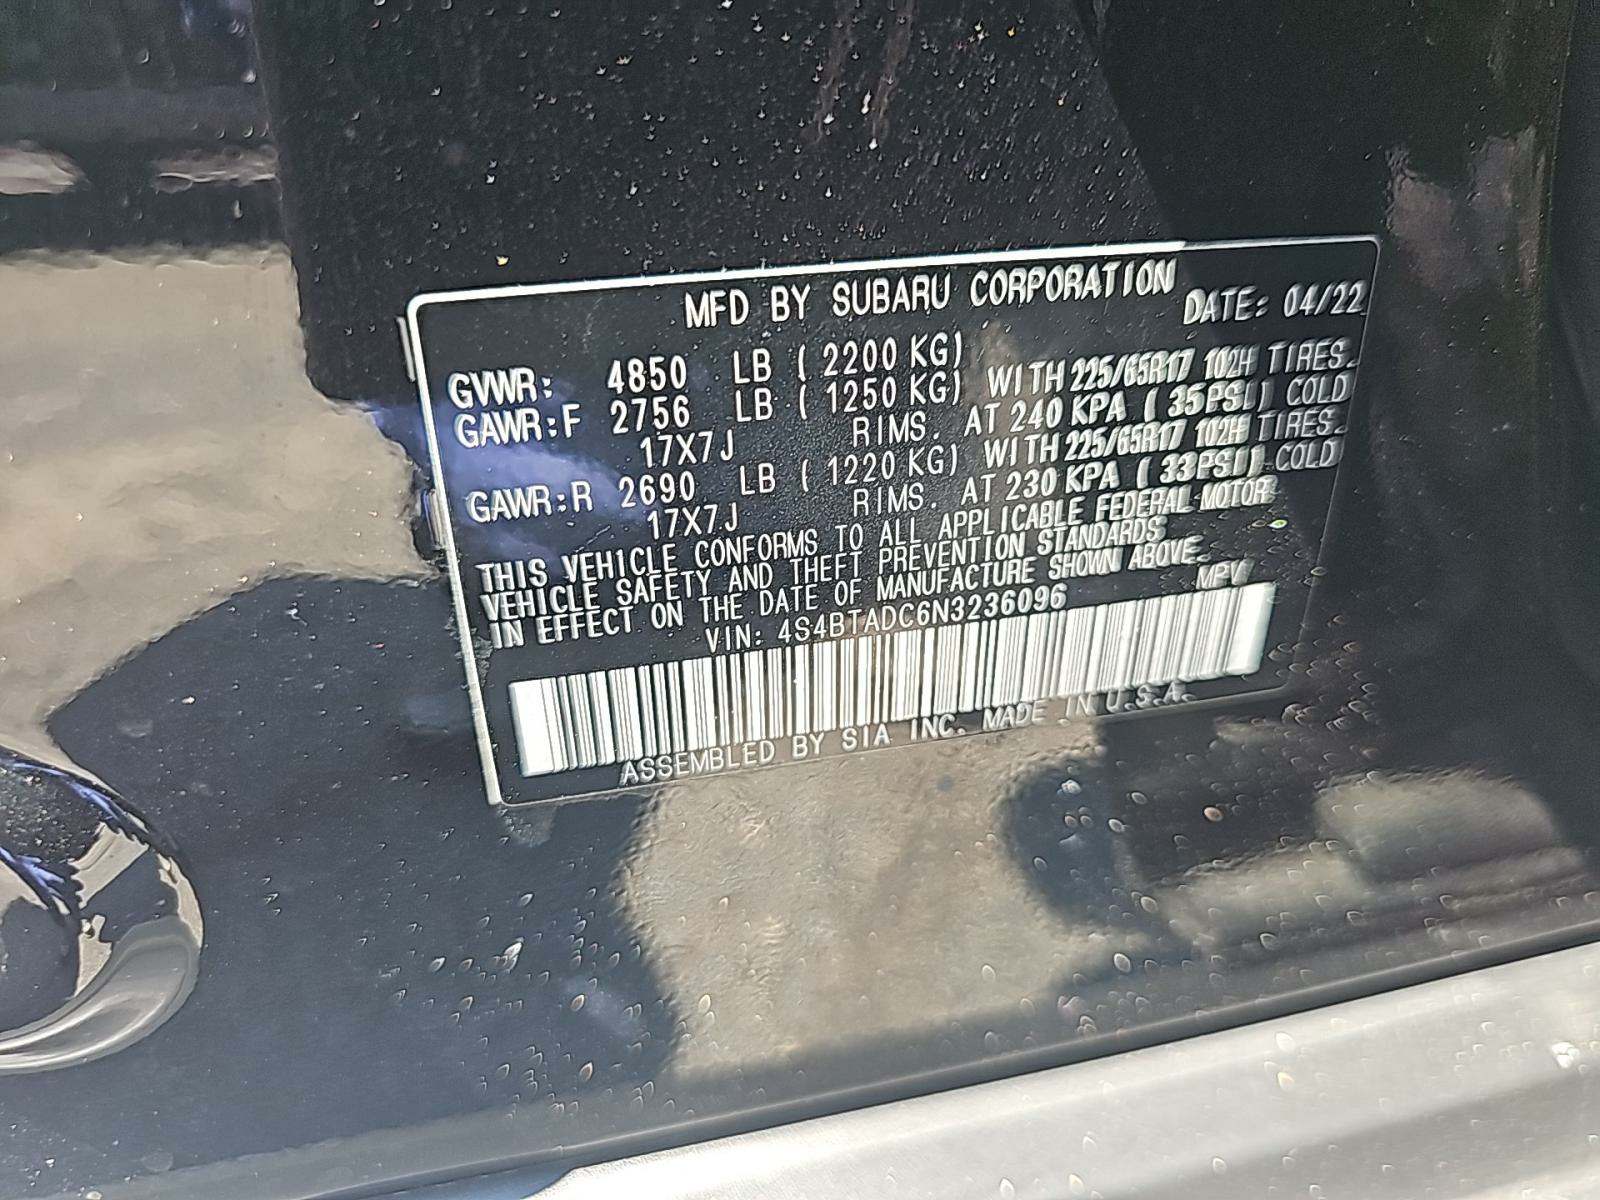 MFD BY SUBARU CORPORATION DATE: 04/22
GVWR: 4850 LB ( 2200 KG)
GAWR:F 2756 LB ( 1250 KG) WITH 225/65R17 102H TIRES.
17X7J RIMS. AT 240 KPA ( 35PSI) COLD
GAWR:R 2690 LB ( 1220 KG) WITH 225/65R17 102H TIRES.
17X7J RIMS. AT 230 KPA ( 33PSI) COLD
THIS VEHICLE CONFORMS TO ALL APPLICABLE FEDERAL MOTOR
VEHICLE SAFETY AND THEFT PREVENTION STANDARDS
IN EFFECT ON THE DATE OF MANUFACTURE SHOWN ABOVE.
VIN: 4S4BTADC6N3236096 MPV
ASSEMBLED BY SIA INC. MADE IN U.S.A.